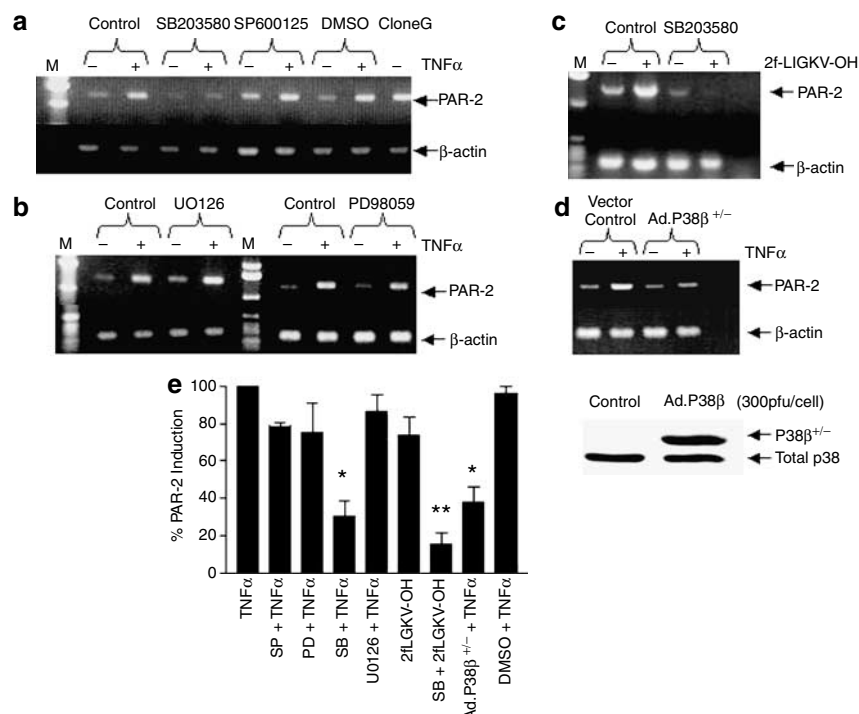 a
Control SB203580 SP600125 DMSO CloneG
M – + – + – + – + – TNFα
PAR-2
β-actin
b
Control UO126 Control PD98059
M – + – + M – + – + TNFα
PAR-2
β-actin
c
Control SB203580
M – + – + 2f-LIGKV-OH
PAR-2
β-actin
d
Vector Control Ad.P38β +/–
– + – + TNFα
PAR-2
β-actin
Control Ad.P38β (300pfu/cell)
P38β+/–
Total p38
e
% PAR-2 Induction
100
80
60
40
20
0
*
**
*
TNFα
SP + TNFα
PD + TNFα
SB + TNFα
U0126 + TNFα
2fLGKV-OH
SB + 2fLGKV-OH
Ad.P38β+/– + TNFα
DMSO + TNFα